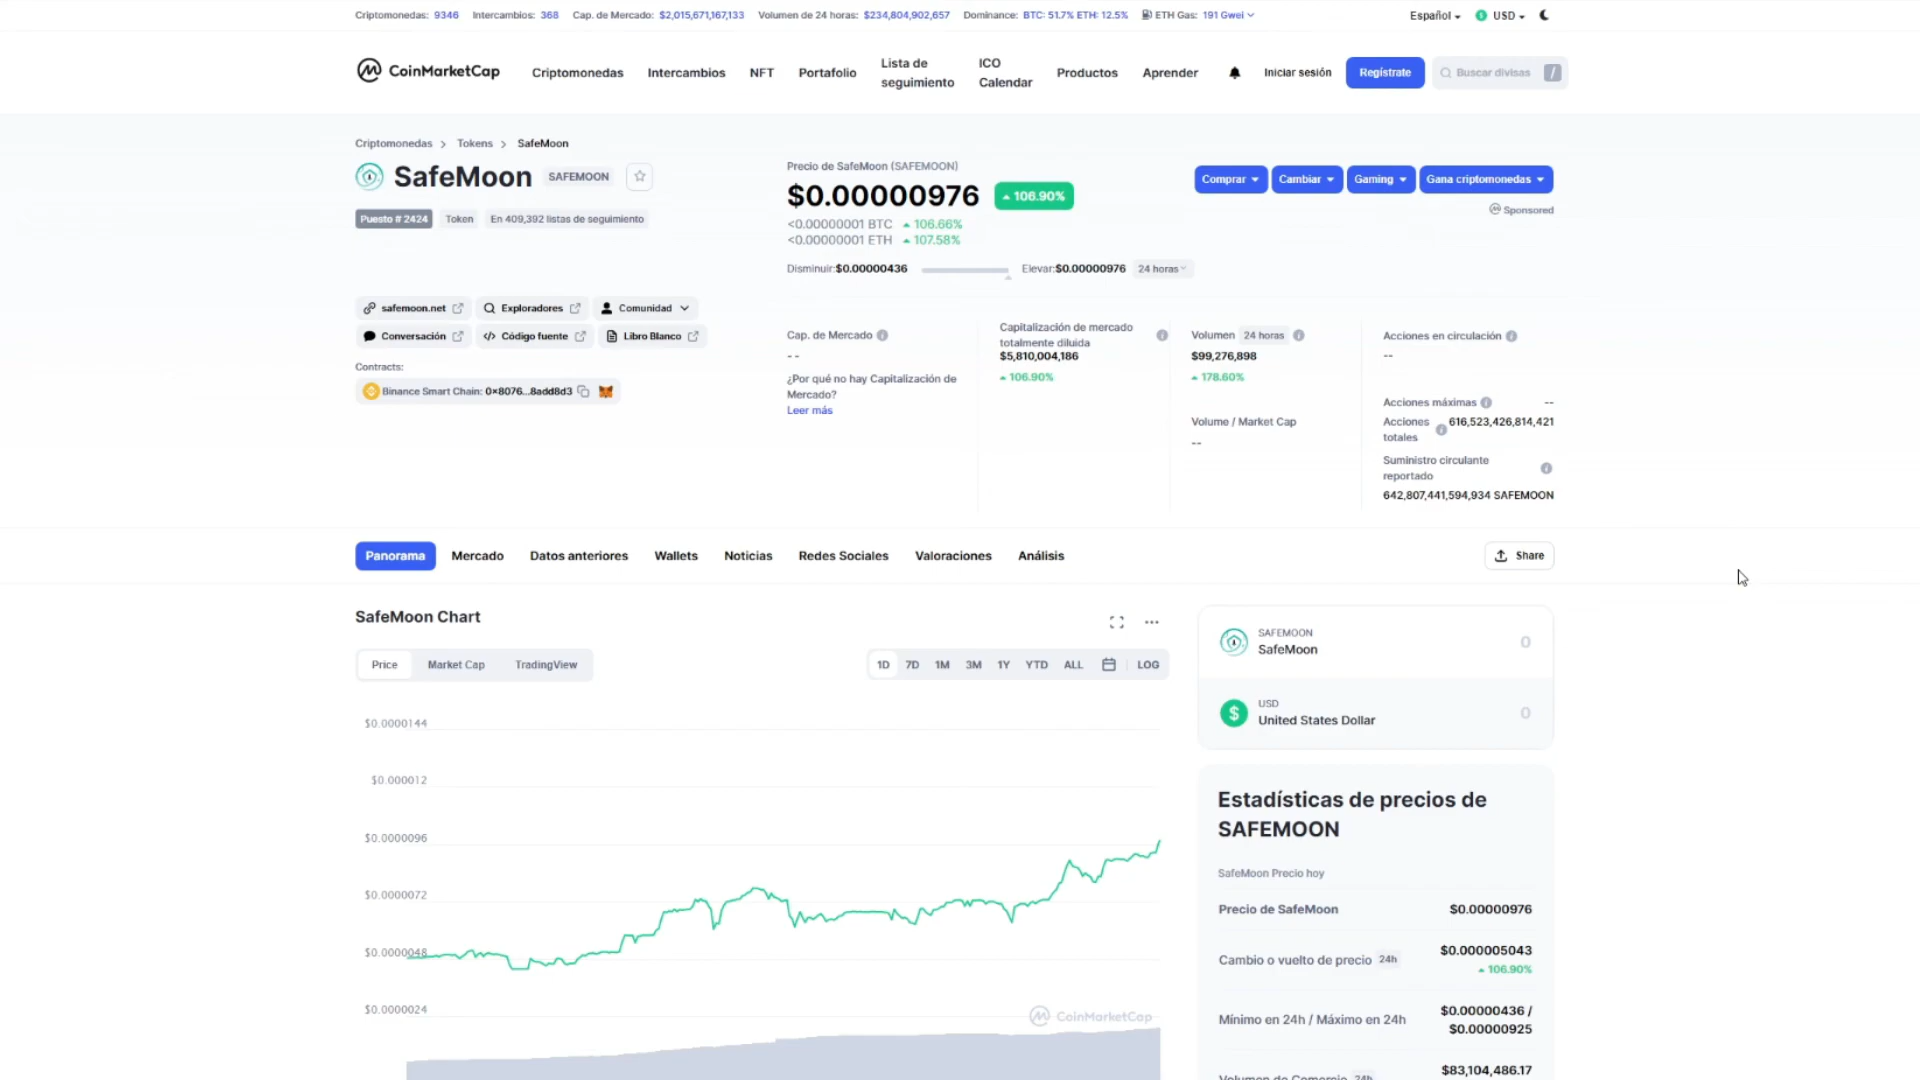 Criptomonedas: 9346 Intercambios: 368 Cap. de Mercado: $2,015,671,167,133 Volumen de 24 horas: $234,804,902,657 Dominance: BTC: 51.7% ETH: 12.5% ETH Gas: 191 Gwei Español USD
CoinMarketCap Criptomonedas Intercambios NFT Portafolio Lista de seguimiento ICO Calendar Productos Aprender Iniciar sesión Regístrate Buscar divisas /
Criptomonedas > Tokens > SafeMoon
SafeMoon SAFEMOON
Puesto # 2424 Token En 409,392 listas de seguimiento
safemoon.net Exploradores Comunidad
Conversación Código fuente Libro Blanco
Contracts:
Binance Smart Chain: 0x8076...8add8d3
Precio de SafeMoon (SAFEMOON)
$0.00000976 106.90%
<0.00000001 BTC 106.66%
<0.00000001 ETH 107.58%
Disminuir:$0.00000436 Elevar:$0.00000976 24 horas
Comprar Cambiar Gaming Gana criptomonedas
Sponsored
Cap. de Mercado
- -
¿Por qué no hay Capitalización de
Mercado?
Leer más
Capitalización de mercado
totalmente diluida
$5,810,004,186
106.90%
Volumen 24 horas
$99,276,898
178.60%
Volume / Market Cap
--
Acciones en circulación
--
Acciones máximas --
Acciones totales 616,523,426,814,421
Suministro circulante
reportado
642,807,441,594,934 SAFEMOON
Panorama Mercado Datos anteriores Wallets Noticias Redes Sociales Valoraciones Análisis Share
SafeMoon Chart
Price Market Cap TradingView 1D 7D 1M 3M 1Y YTD ALL LOG
$0.0000144
$0.000012
$0.0000096
$0.0000072
$0.0000048
$0.0000024
CoinMarketCap
SAFEMOON
SafeMoon 0
USD
$ United States Dollar 0
Estadísticas de precios de
SAFEMOON
SafeMoon Precio hoy
Precio de SafeMoon $0.00000976
Cambio o vuelto de precio 24h $0.000005043
106.90%
Mínimo en 24h / Máximo en 24h $0.00000436 /
$0.00000925
Volumen de Comercio 24h $83,104,486.17